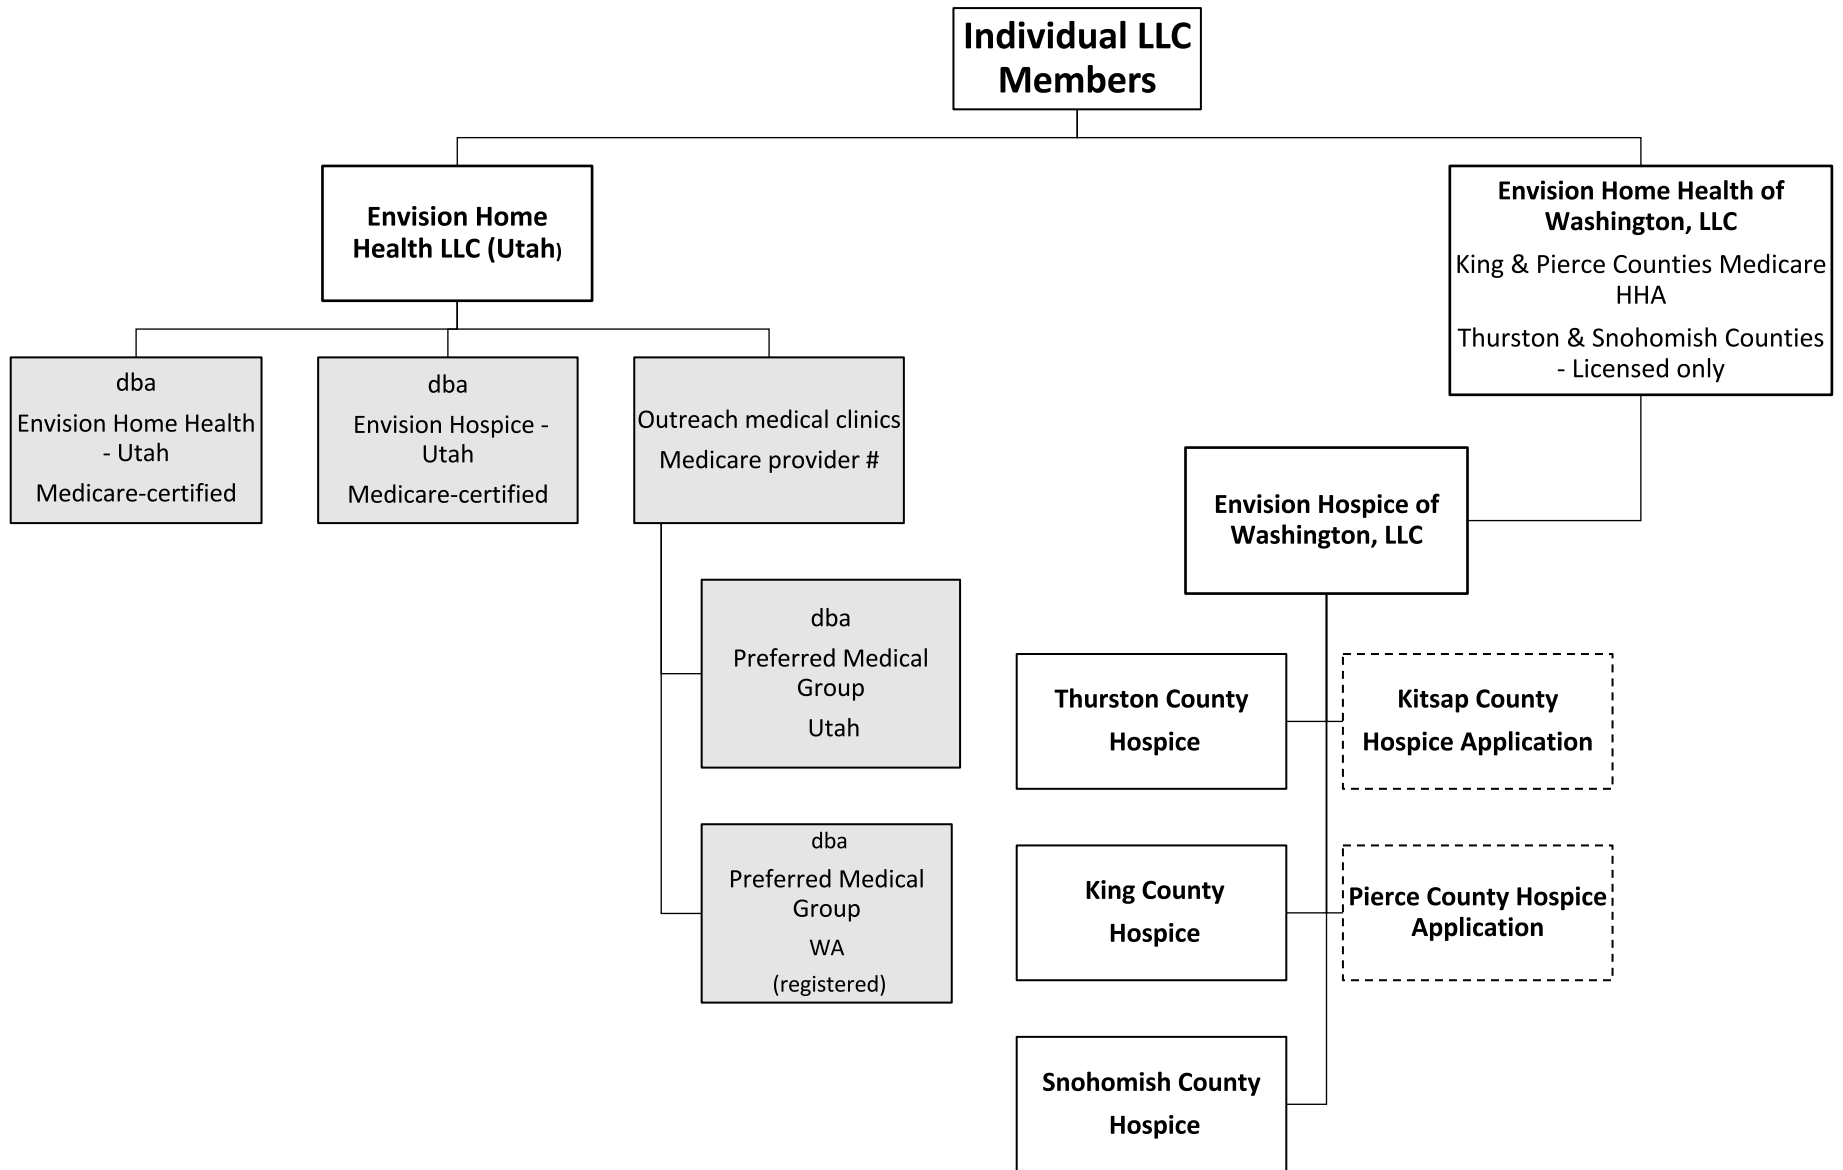 Individual LLC
Members
Envision Home
Health LLC (Utah)
Envision Home Health of
Washington, LLC
King & Pierce Counties Medicare
HHA
Thurston & Snohomish Counties
- Licensed only
dba
Envision Home Health
- Utah
Medicare-certified
dba
Envision Hospice -
Utah
Medicare-certified
Outreach medical clinics
Medicare provider #
Envision Hospice of
Washington, LLC
dba
Preferred Medical
Group
Utah
dba
Preferred Medical
Group
WA
(registered)
Thurston County
Hospice
Kitsap County
Hospice Application
King County
Hospice
Pierce County Hospice
Application
Snohomish County
Hospice